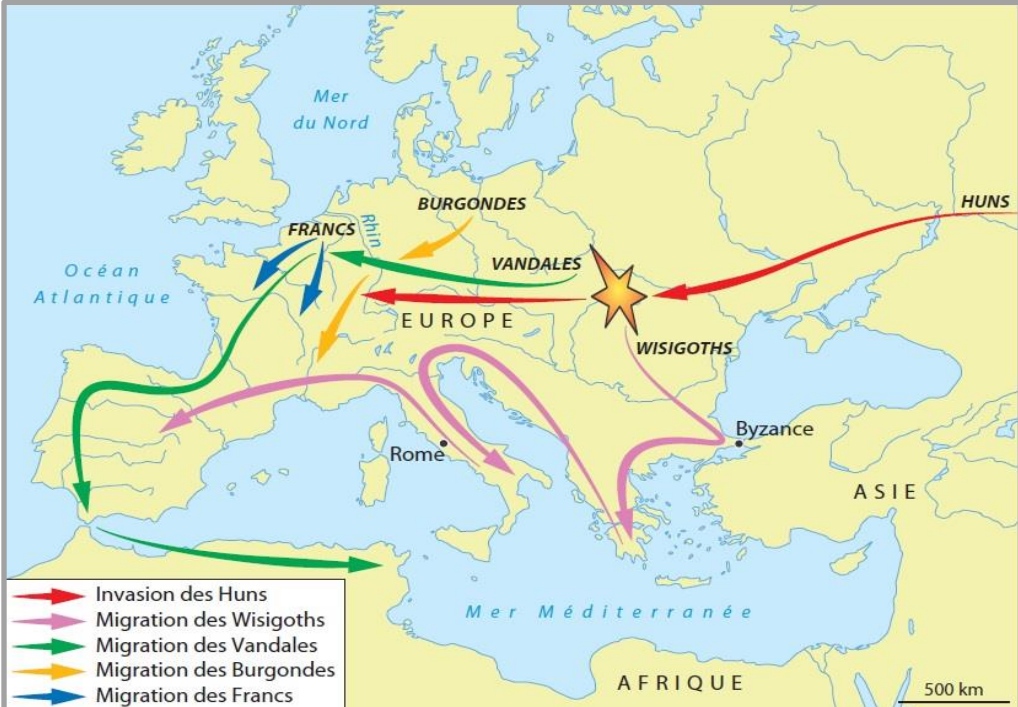 Mer
du Nord
BURGONDES
HUNS
FRANCS
Rhin
VANDALES
Océan
Atlantique
EUROPE
WISIGOTHS
Byzance
Rome
ASIE
Invasion des Huns
Migration des Wisigoths
Migration des Vandales
Migration des Burgondes
Migration des Francs
Mer Méditerranée
AFRIQUE
500 km